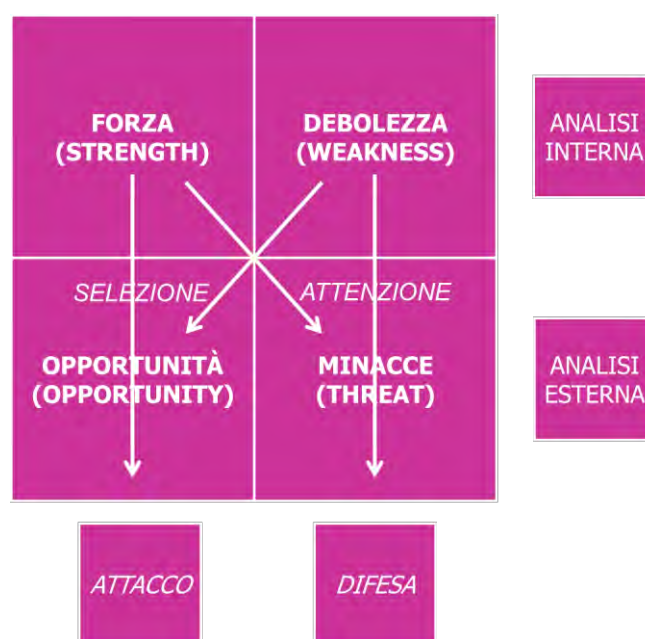 FORZA
(STRENGTH)
DEBOLEZZA
(WEAKNESS)
ANALISI
INTERNA
SELEZIONE
ATTENZIONE
OPPORTUNITÀ
(OPPORTUNITY)
MINACCE
(THREAT)
ANALISI
ESTERNA
ATTACCO
DIFESA